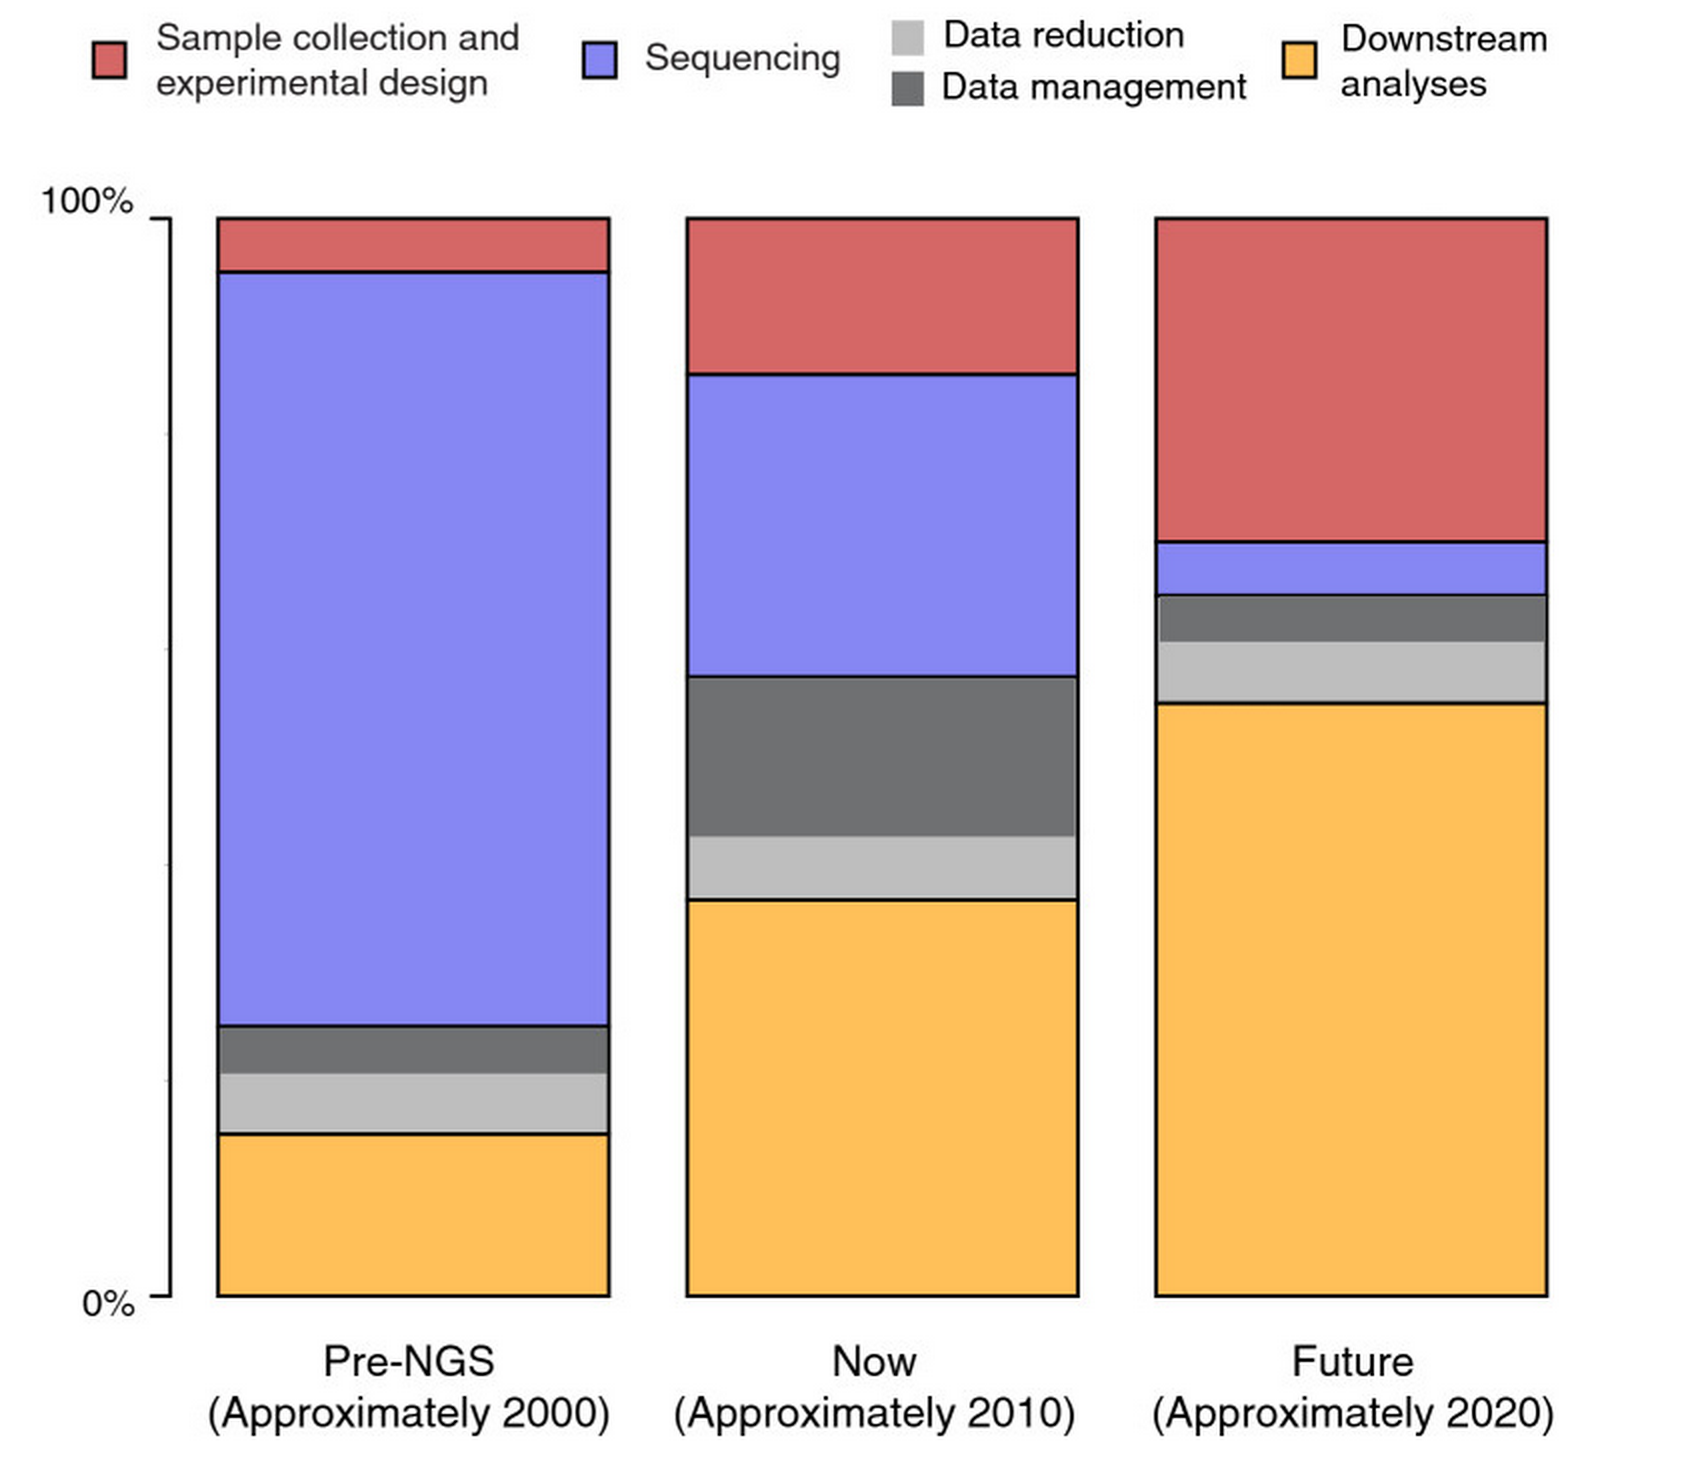 Sample collection and
experimental design
Sequencing
Data reduction
Data management
Downstream
analyses
100%
0%
Pre-NGS
(Approximately 2000)
Now
(Approximately 2010)
Future
(Approximately 2020)